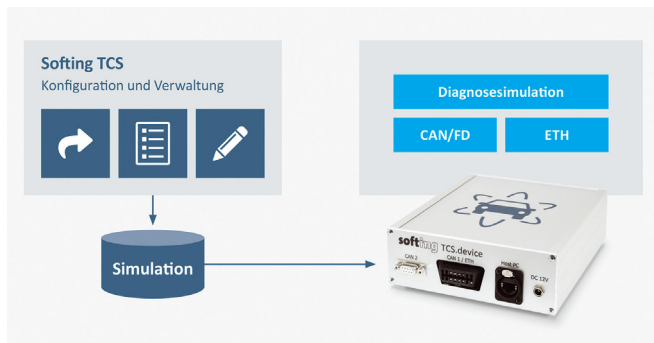 Softing TCS
Konfiguration und Verwaltung
Diagnosesimulation
CAN/FD
ETH
Simulation
softing TCS.device
CAN 2
CAN 1 / ETH
Host PC
DC 12V